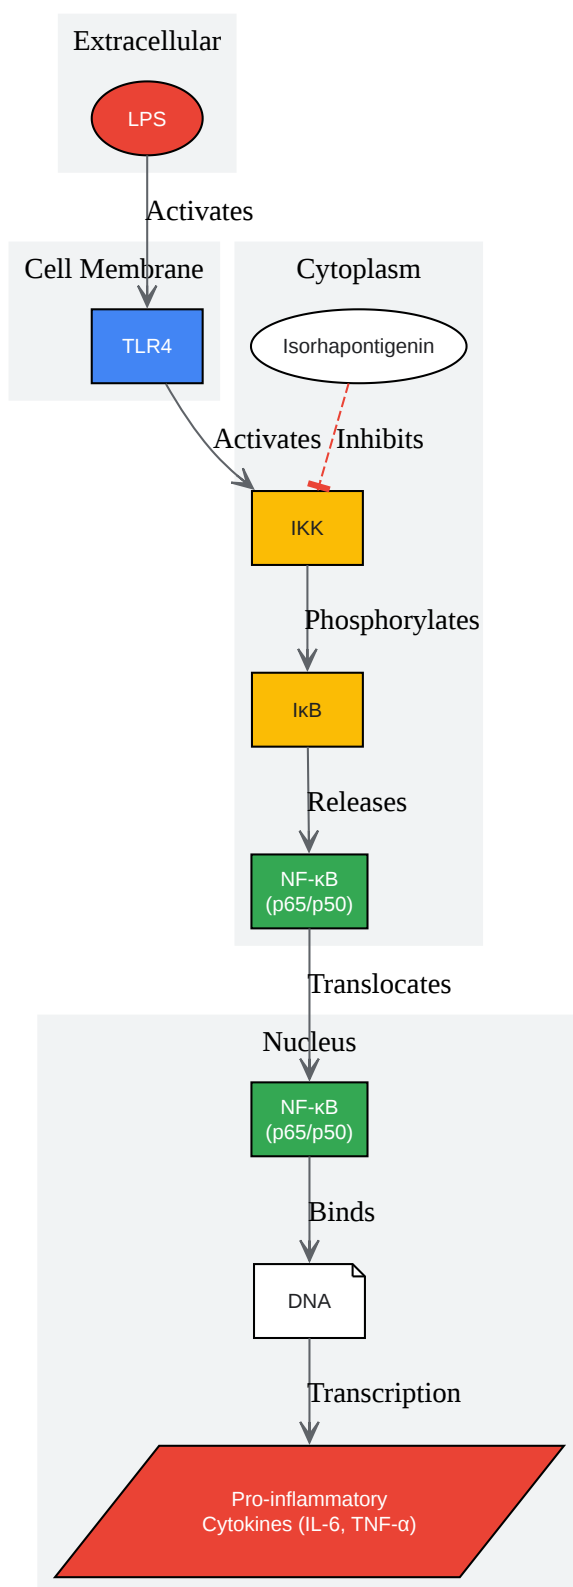 Extracellular
LPS
Activates
Cell Membrane
Cytoplasm
TLR4
Isorhapontigenin
Activates
Inhibits
IKK
Phosphorylates
IκB
Releases
NF-κB
(p65/p50)
Translocates
Nucleus
NF-κB
(p65/p50)
Binds
DNA
Transcription
Pro-inflammatory
Cytokines (IL-6, TNF-α)